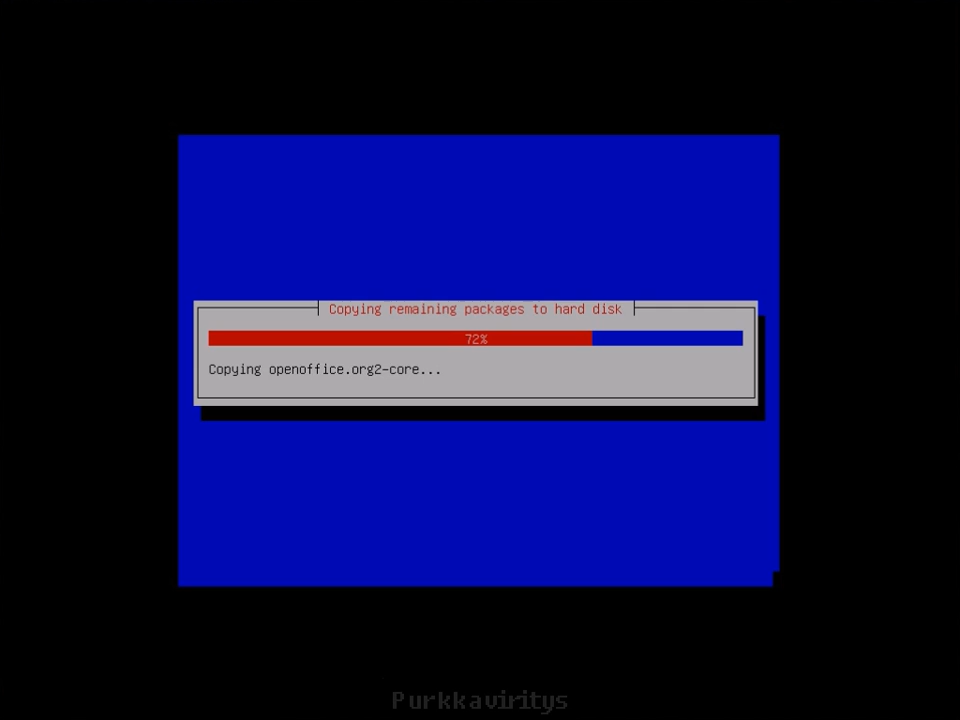 Copying remaining packages to hard disk
72%
Copying openoffice.org2-core...
Purkkaviritys